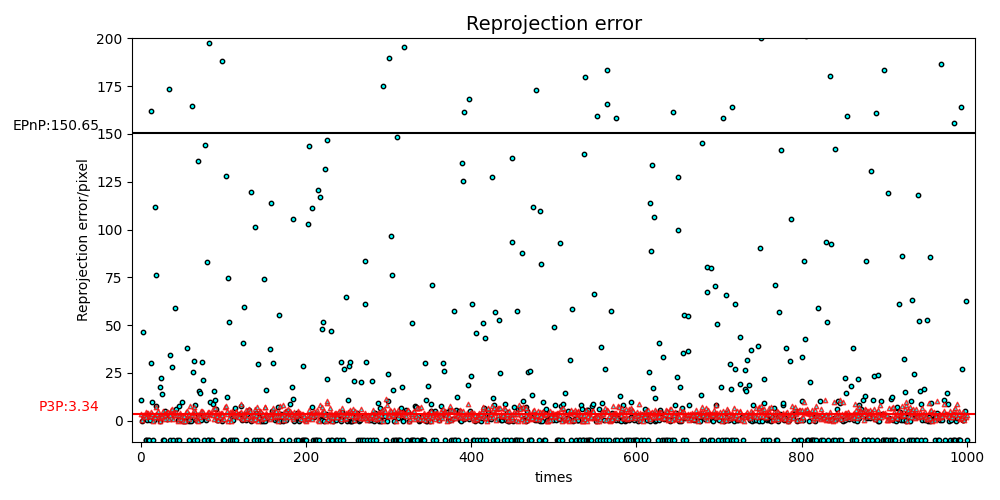 Reprojection error
200
175
EPnP:150.65
150
125
100
75
50
25
P3P:3.34
0
Reprojection error/pixel
0 200 400 600 800 1000
times